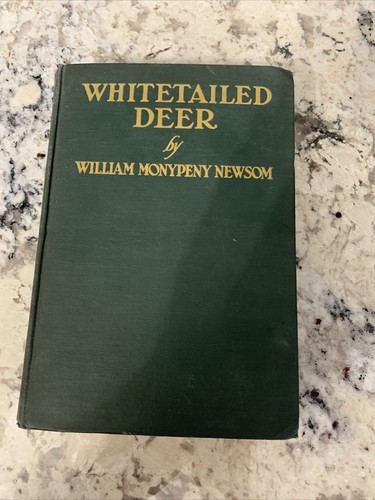 WHITETAILED
DEER
by
WILLIAM MONYPENY NEWSOM